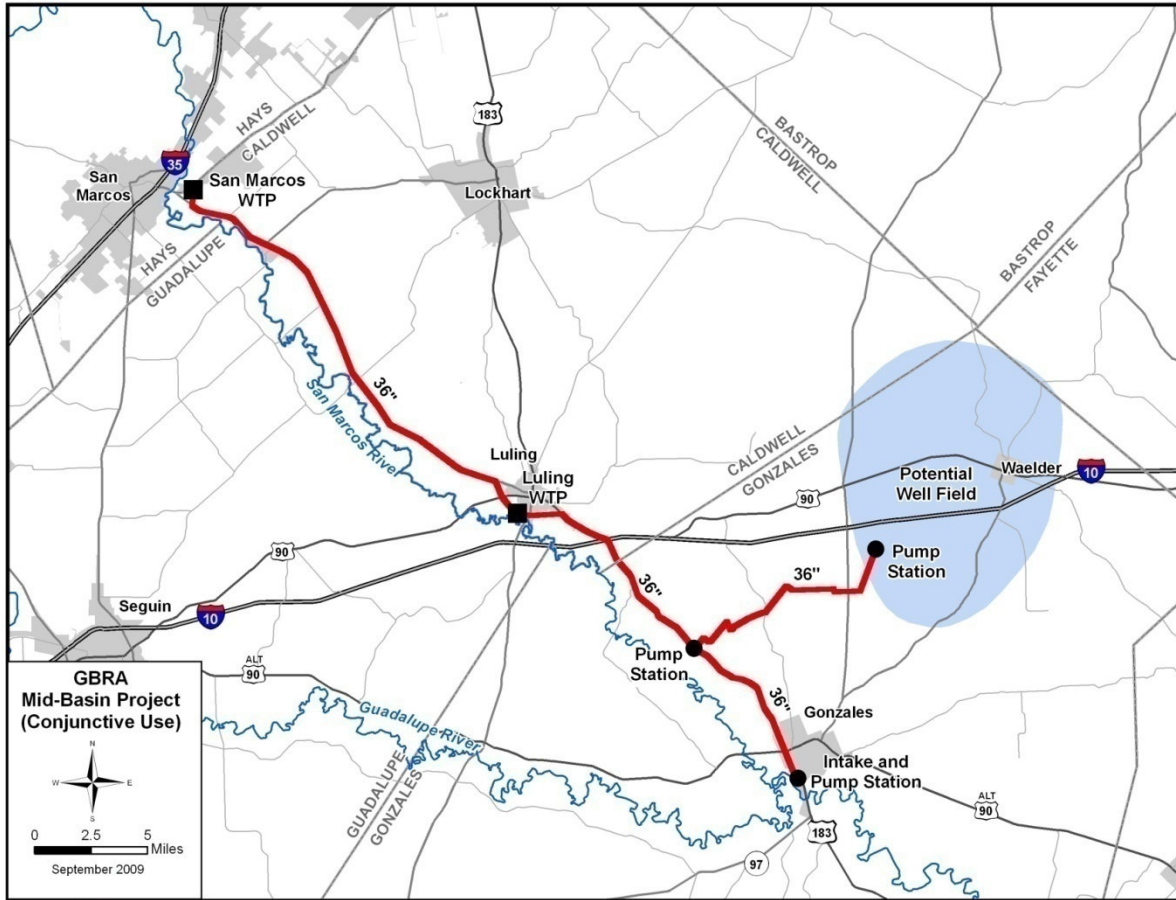 183
HAYS
CALDWELL
BASTROP
CALDWELL
35
San
Marcos
San Marcos
WTP
Lockhart
HAYS
GUADALUPE
BASTROP
FAYETTE
36"
San Marcos River
Luling
Luling
WTP
CALDWELL
GONZALES
Waelder
10
Potential
Well Field
90
90
Pump
Station
36"
36"
Seguin
10
Pump
Station
ALT
90
36"
Gonzales
Guadalupe River
GUADALUPE
GONZALES
Intake and
Pump Station
ALT
90
183
97
GBRA
Mid-Basin Project
(Conjunctive Use)
N
W
E
S
0 2.5 5
Miles
September 2009